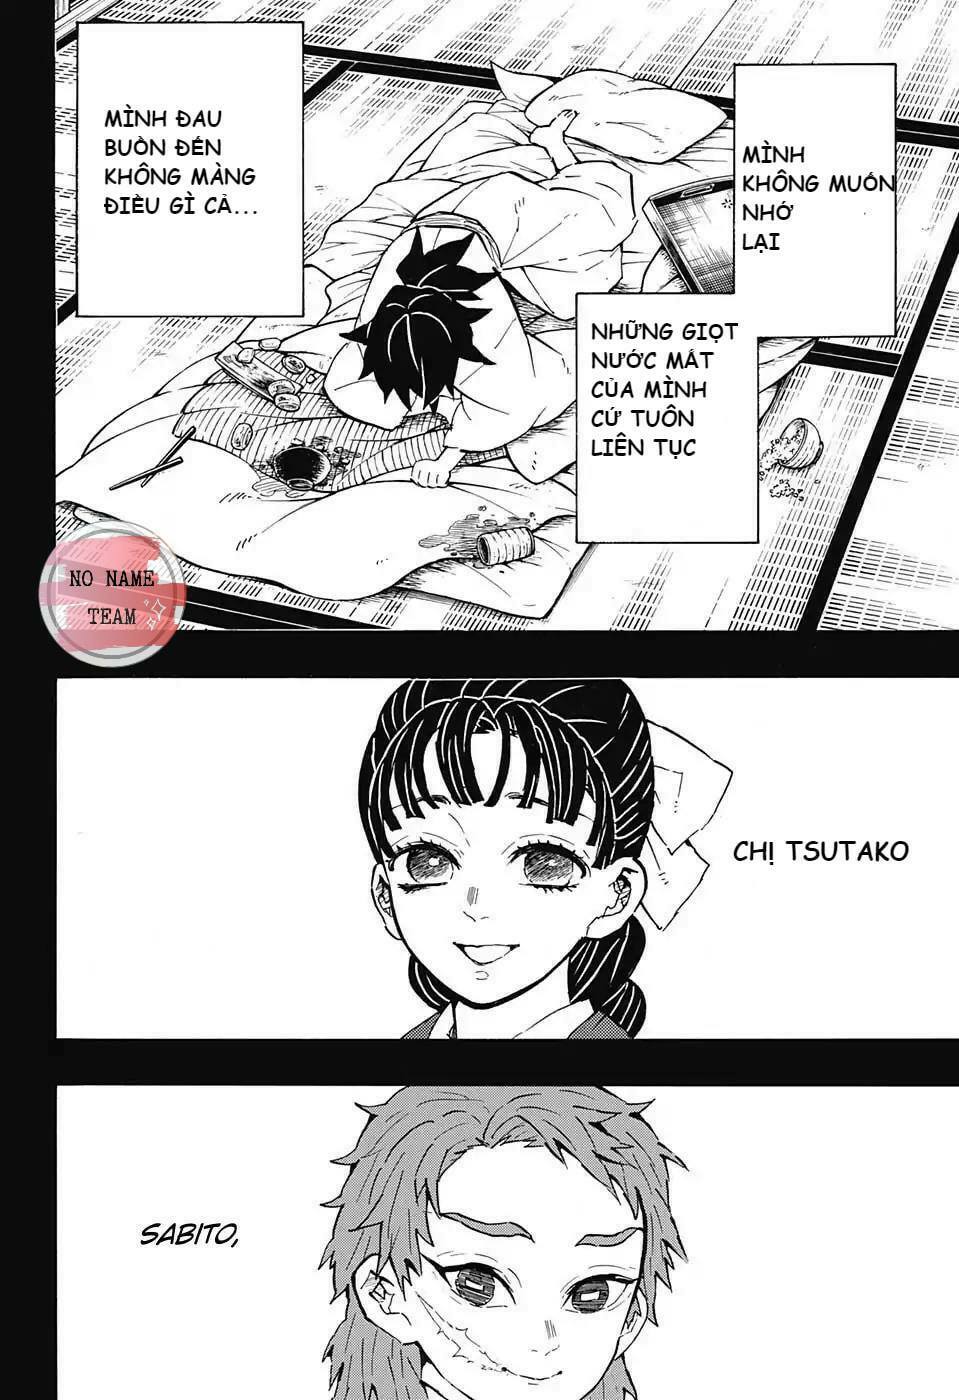 MÌNH
KHÔNG MUỐN
NHỚ
LẠI
NHỮNG GIỌT
NƯỚC MẮT
CỦA MÌNH
CỨ TUÔN
LIÊN TỤC
MÌNH ĐAU
BUỒN ĐẾN
KHÔNG MÀNG
ĐIỀU GÌ CẢ...
NO NAME
TEAM
CHỊ TSUTAKO
SABITO,